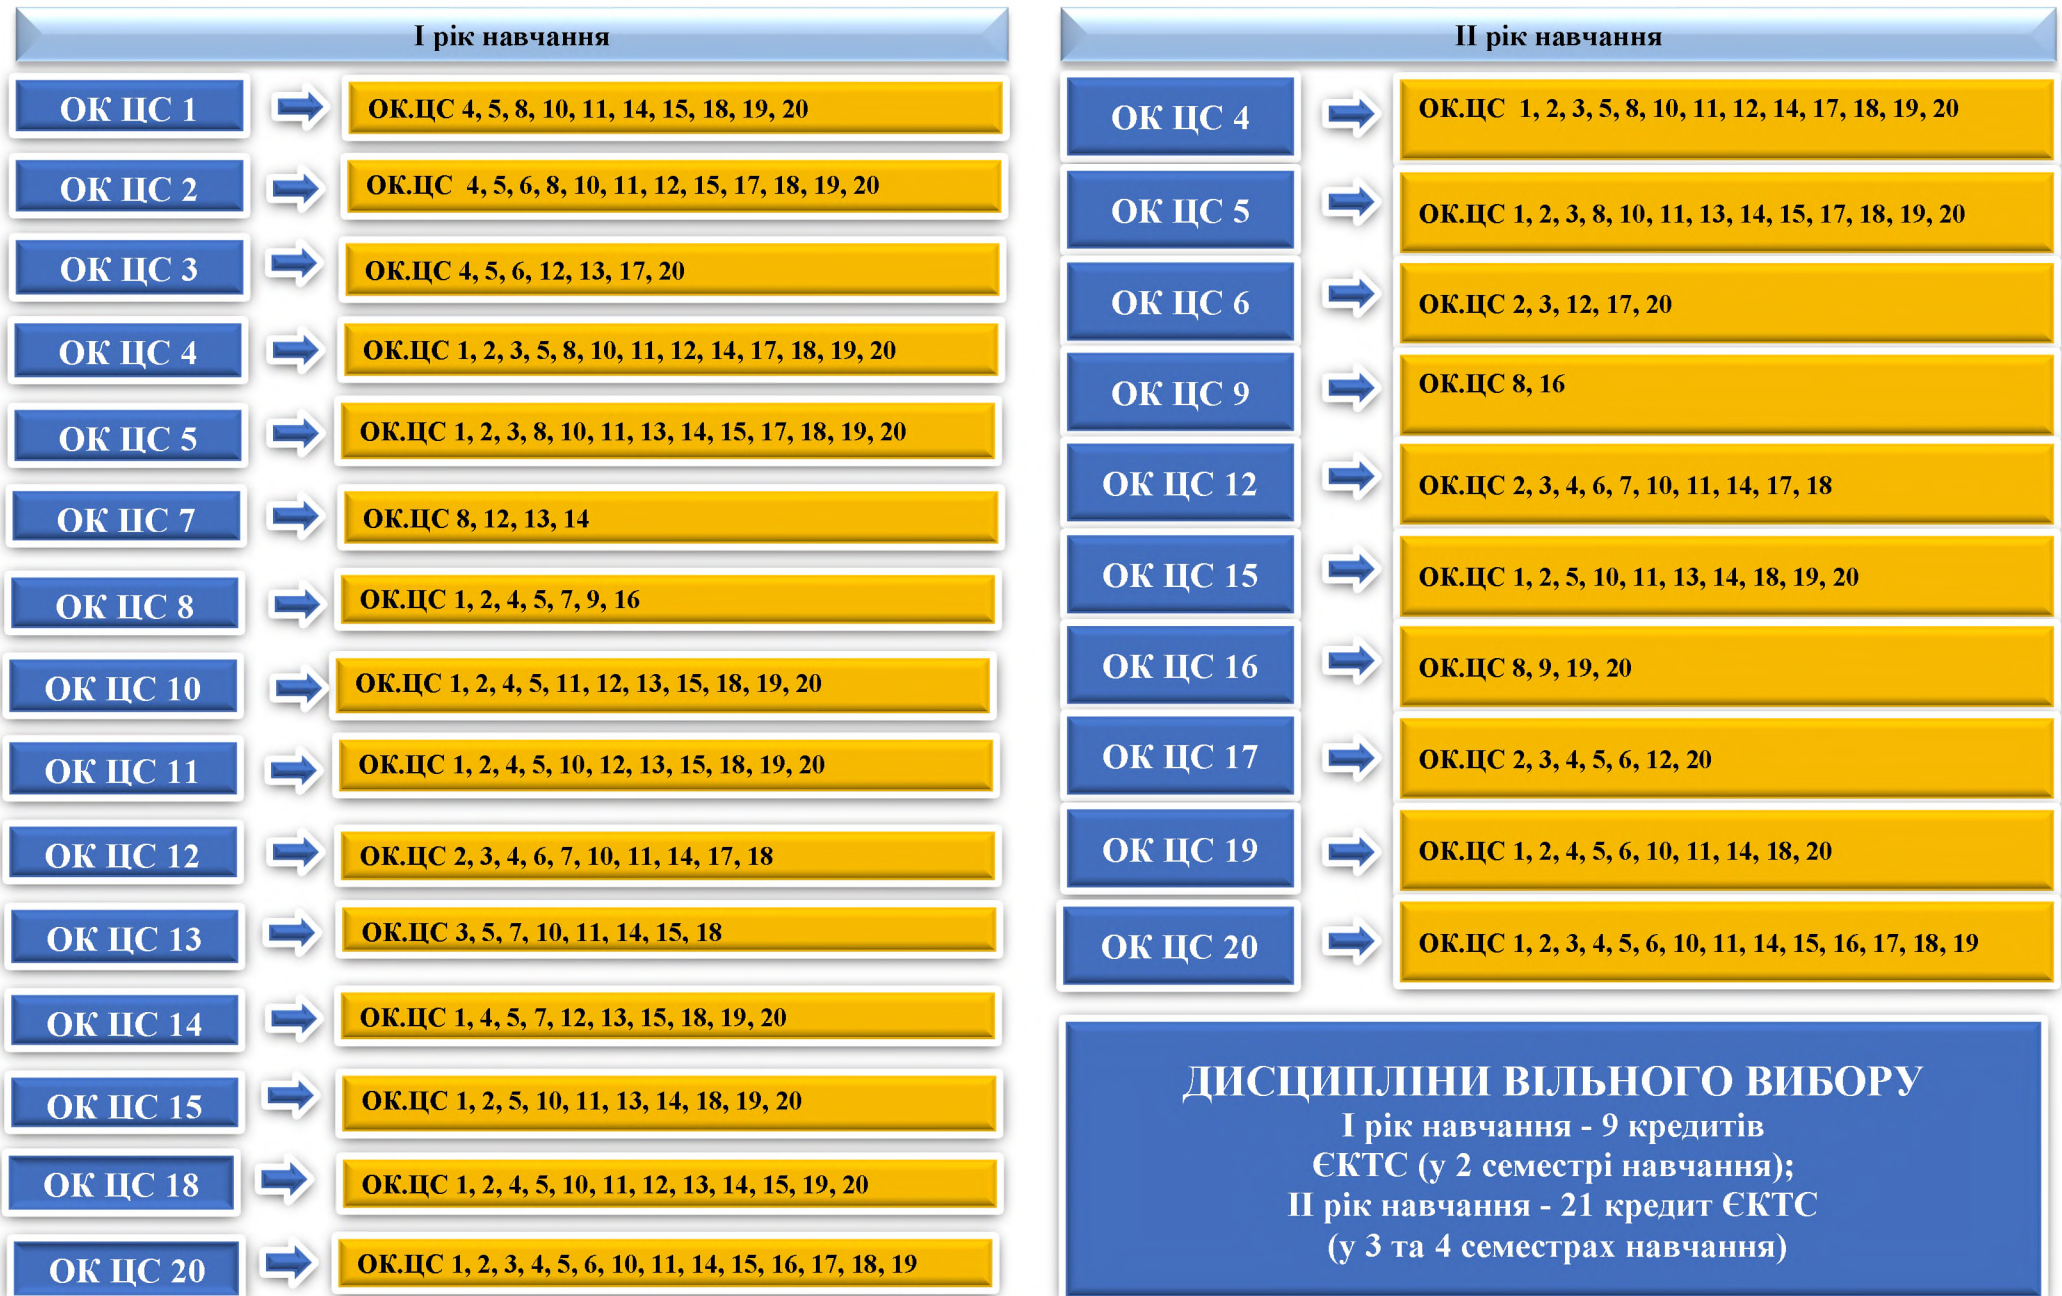 І рік навчання
ОК ЦС 1
ОК.ЦС 4, 5, 8, 10, 11, 14, 15, 18, 19, 20
ОК ЦС 2
ОК.ЦС 4, 5, 6, 8, 10, 11, 12, 15, 17, 18, 19, 20
ОК ЦС 3
ОК.ЦС 4, 5, 6, 12, 13, 17, 20
ОК ЦС 4
ОК.ЦС 1, 2, 3, 5, 8, 10, 11, 12, 14, 17, 18, 19, 20
ОК ЦС 5
ОК.ЦС 1, 2, 3, 8, 10, 11, 13, 14, 15, 17, 18, 19, 20
ОК ЦС 7
ОК.ЦС 8, 12, 13, 14
ОК ЦС 8
ОК.ЦС 1, 2, 4, 5, 7, 9, 16
ОК ЦС 10
ОК.ЦС 1, 2, 4, 5, 11, 12, 13, 15, 18, 19, 20
ОК ЦС 11
ОК.ЦС 1, 2, 4, 5, 10, 12, 13, 15, 18, 19, 20
ОК ЦС 12
ОК.ЦС 2, 3, 4, 6, 7, 10, 11, 14, 17, 18
ОК ЦС 13
ОК.ЦС 3, 5, 7, 10, 11, 14, 15, 18
ОК ЦС 14
ОК.ЦС 1, 4, 5, 7, 12, 13, 15, 18, 19, 20
ОК ЦС 15
ОК.ЦС 1, 2, 5, 10, 11, 13, 14, 18, 19, 20
ОК ЦС 18
ОК.ЦС 1, 2, 4, 5, 10, 11, 12, 13, 14, 15, 19, 20
ОК ЦС 20
ОК.ЦС 1, 2, 3, 4, 5, 6, 10, 11, 14, 15, 16, 17, 18, 19
ІІ рік навчання
ОК ЦС 4
ОК.ЦС 1, 2, 3, 5, 8, 10, 11, 12, 14, 17, 18, 19, 20
ОК ЦС 5
ОК.ЦС 1, 2, 3, 8, 10, 11, 13, 14, 15, 17, 18, 19, 20
ОК ЦС 6
ОК.ЦС 2, 3, 12, 17, 20
ОК ЦС 9
ОК.ЦС 8, 16
ОК ЦС 12
ОК.ЦС 2, 3, 4, 6, 7, 10, 11, 14, 17, 18
ОК ЦС 15
ОК.ЦС 1, 2, 5, 10, 11, 13, 14, 18, 19, 20
ОК ЦС 16
ОК.ЦС 8, 9, 19, 20
ОК ЦС 17
ОК.ЦС 2, 3, 4, 5, 6, 12, 20
ОК ЦС 19
ОК.ЦС 1, 2, 4, 5, 6, 10, 11, 14, 18, 20
ОК ЦС 20
ОК.ЦС 1, 2, 3, 4, 5, 6, 10, 11, 14, 15, 16, 17, 18, 19
ДИСЦИПЛІНИ ВІЛЬНОГО ВИБОРУ
І рік навчання - 9 кредитів
ЄКТС (у 2 семестрі навчання);
ІІ рік навчання - 21 кредит ЄКТС
(у 3 та 4 семестрах навчання)